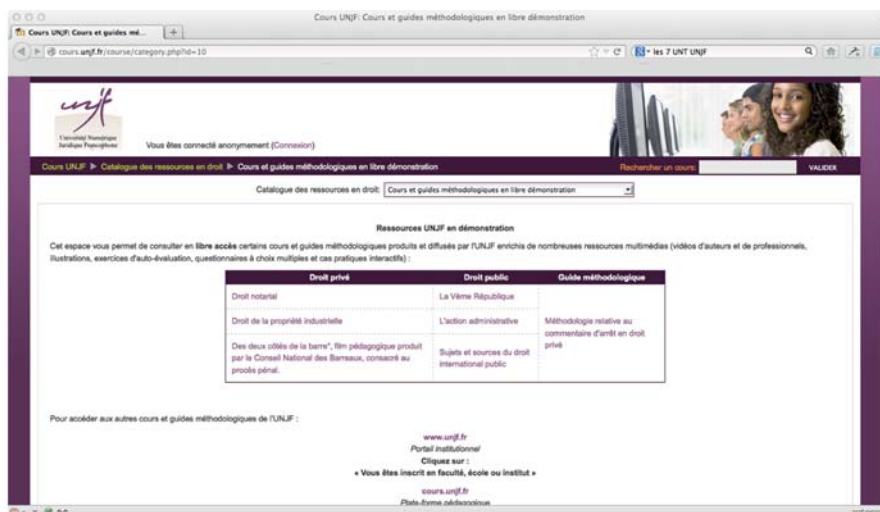 Cours UNJF: Cours et guides méthodologiques en libre démonstration
Cours UNJF: Cours et guides mé...
cours.unjf.fr/course/category.php?id=10
les 7 UNT UNJF
unjf
Université Numérique
Juridique Francophone
Vous êtes connecté anonymement (Connexion)
Cours UNJF ▶ Catalogue des ressources en droit ▶ Cours et guides méthodologiques en libre démonstration
Rechercher un cours:
VALIDER
Catalogue des ressources en droit: Cours et guides méthodologiques en libre démonstration
Ressources UNJF en démonstration
Cet espace vous permet de consulter en libre accès certains cours et guides méthodologiques produits et diffusés par l'UNJF enrichis de nombreuses ressources multimédias (vidéos d'auteurs et de professionnels,
illustrations, exercices d'auto-évaluation, questionnaires à choix multiples et cas pratiques interactifs) :
Droit privé Droit public Guide méthodologique
Droit notarial
La Vème République
Droit de la propriété industrielle
L'action administrative
Méthodologie relative au
commentaire d'arrêt en droit
privé
Des deux côtés de la barre", film pédagogique produit
par le Conseil National des Barreaux, consacré au
procès pénal.
Sujets et sources du droit
international public
Pour accéder aux autres cours et guides méthodologiques de l'UNJF :
www.unjf.fr
Portail institutionnel
Cliquez sur :
« Vous êtes inscrit en faculté, école ou institut »
cours.unjf.fr
Plate-forme pédagogique